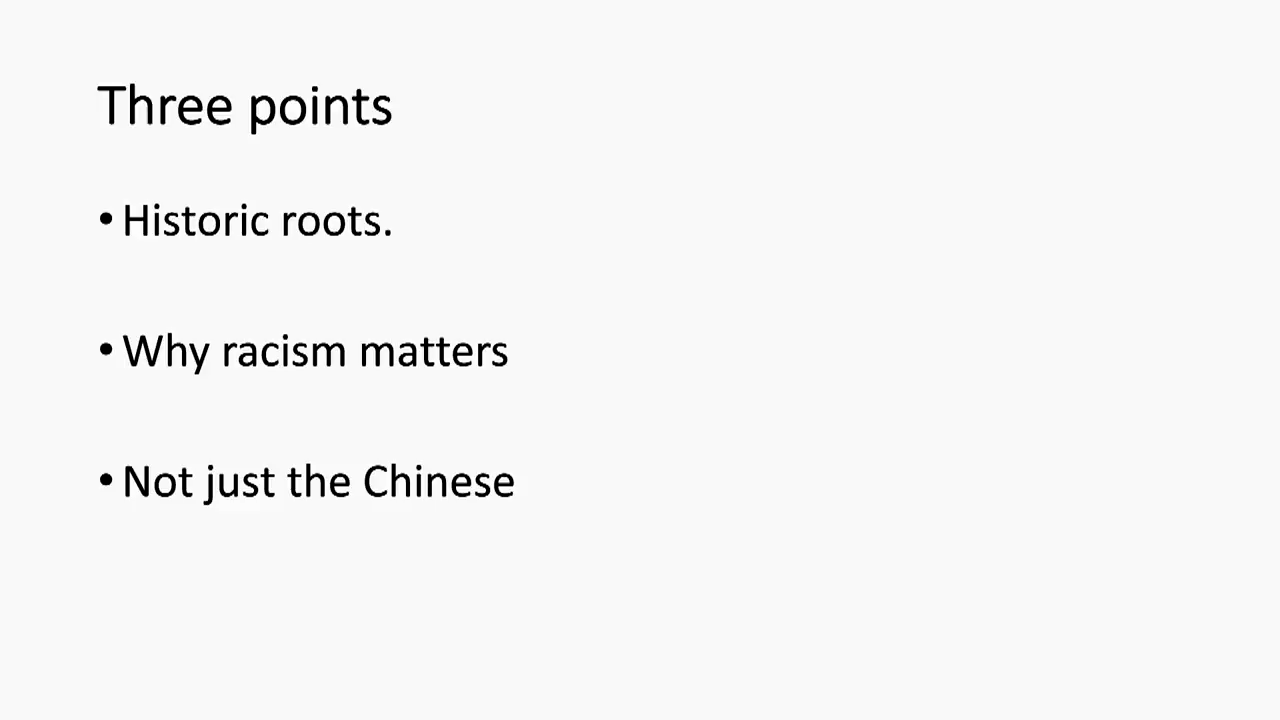 Three points
• Historic roots.
• Why racism matters
• Not just the Chinese